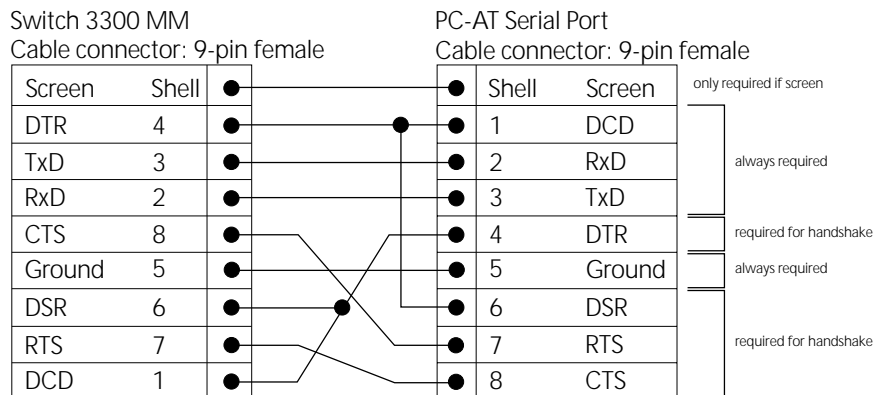 Switch 3300 MM PC-AT Serial Port
Cable connector: 9-pin female Cable connector: 9-pin female
Screen Shell Shell Screen only required if screen
DTR 4 1 DCD
TxD 3 2 RxD always required
RxD 2 3 TxD
CTS 8 4 DTR required for handshake
Ground 5 5 Ground always required
DSR 6 6 DSR
RTS 7 7 RTS required for handshake
DCD 1 8 CTS